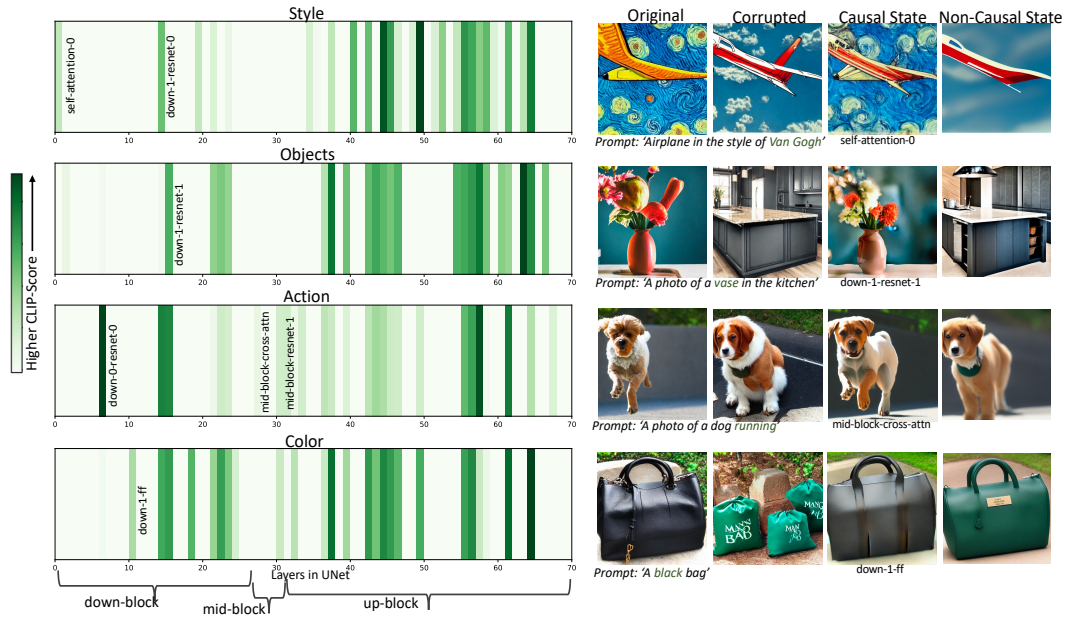 Style
self-attention-0
down-1-resnet-0
0 10 20 30 40 50 60 70
Objects
down-1-resnet-1
0 10 20 30 40 50 60 70
Action
down-0-resnet-0
mid-block-cross-attn
mid-block-resnet-1
0 10 20 30 40 50 60 70
Color
down-1-ff
0 10 20 30 40 50 60 70
Layers in UNet
down-block
mid-block
up-block
Higher CLIP-Score
Original Corrupted Causal State Non-Causal State
Prompt: 'Airplane in the style of Van Gogh'
self-attention-0
Prompt: 'A photo of a vase in the kitchen'
down-1-resnet-1
Prompt: 'A photo of a dog running'
mid-block-cross-attn
Prompt: 'A black bag'
down-1-ff